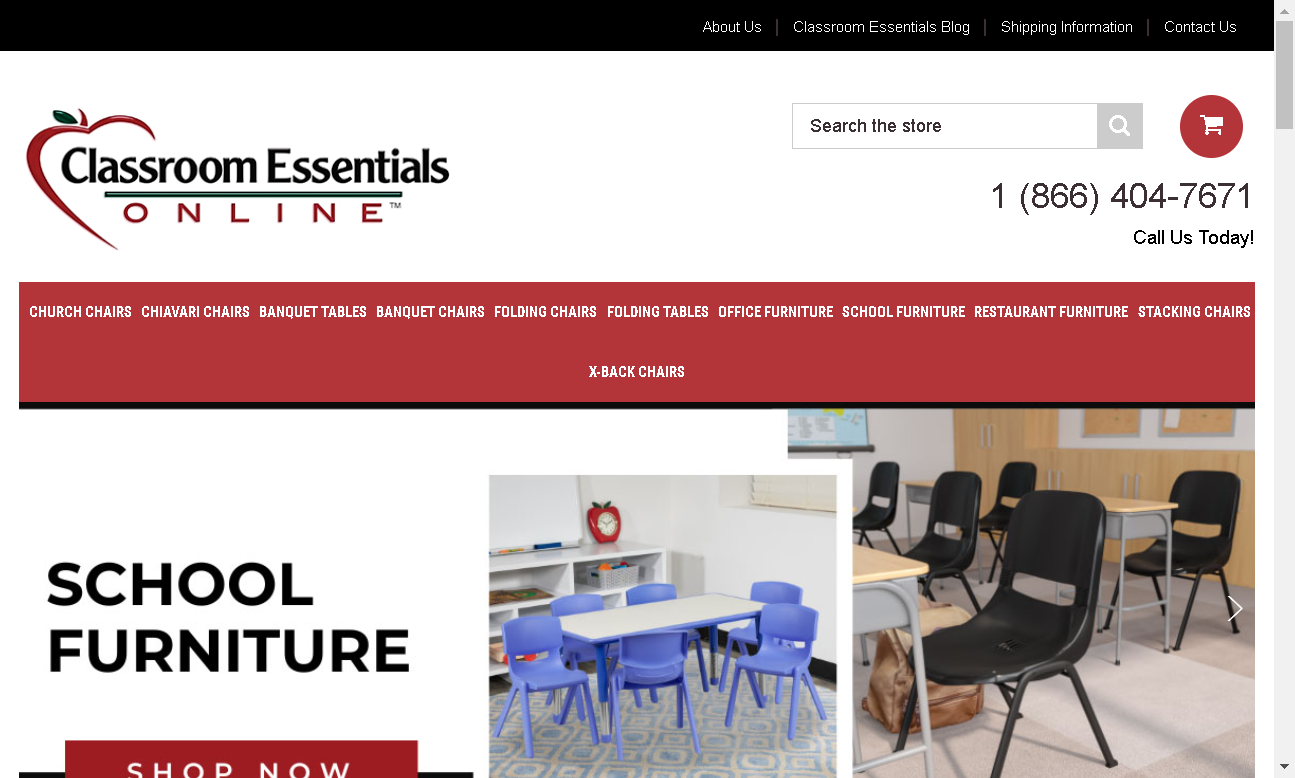 About Us
Classroom Essentials Blog
Shipping Information
Contact Us
Classroom Essentials
ONLINE™
Search the store
1 (866) 404-7671
Call Us Today!
CHURCH CHAIRS CHIAVARI CHAIRS BANQUET TABLES BANQUET CHAIRS FOLDING CHAIRS FOLDING TABLES OFFICE FURNITURE SCHOOL FURNITURE RESTAURANT FURNITURE STACKING CHAIRS
X-BACK CHAIRS
SCHOOL
FURNITURE
SHOP NOW